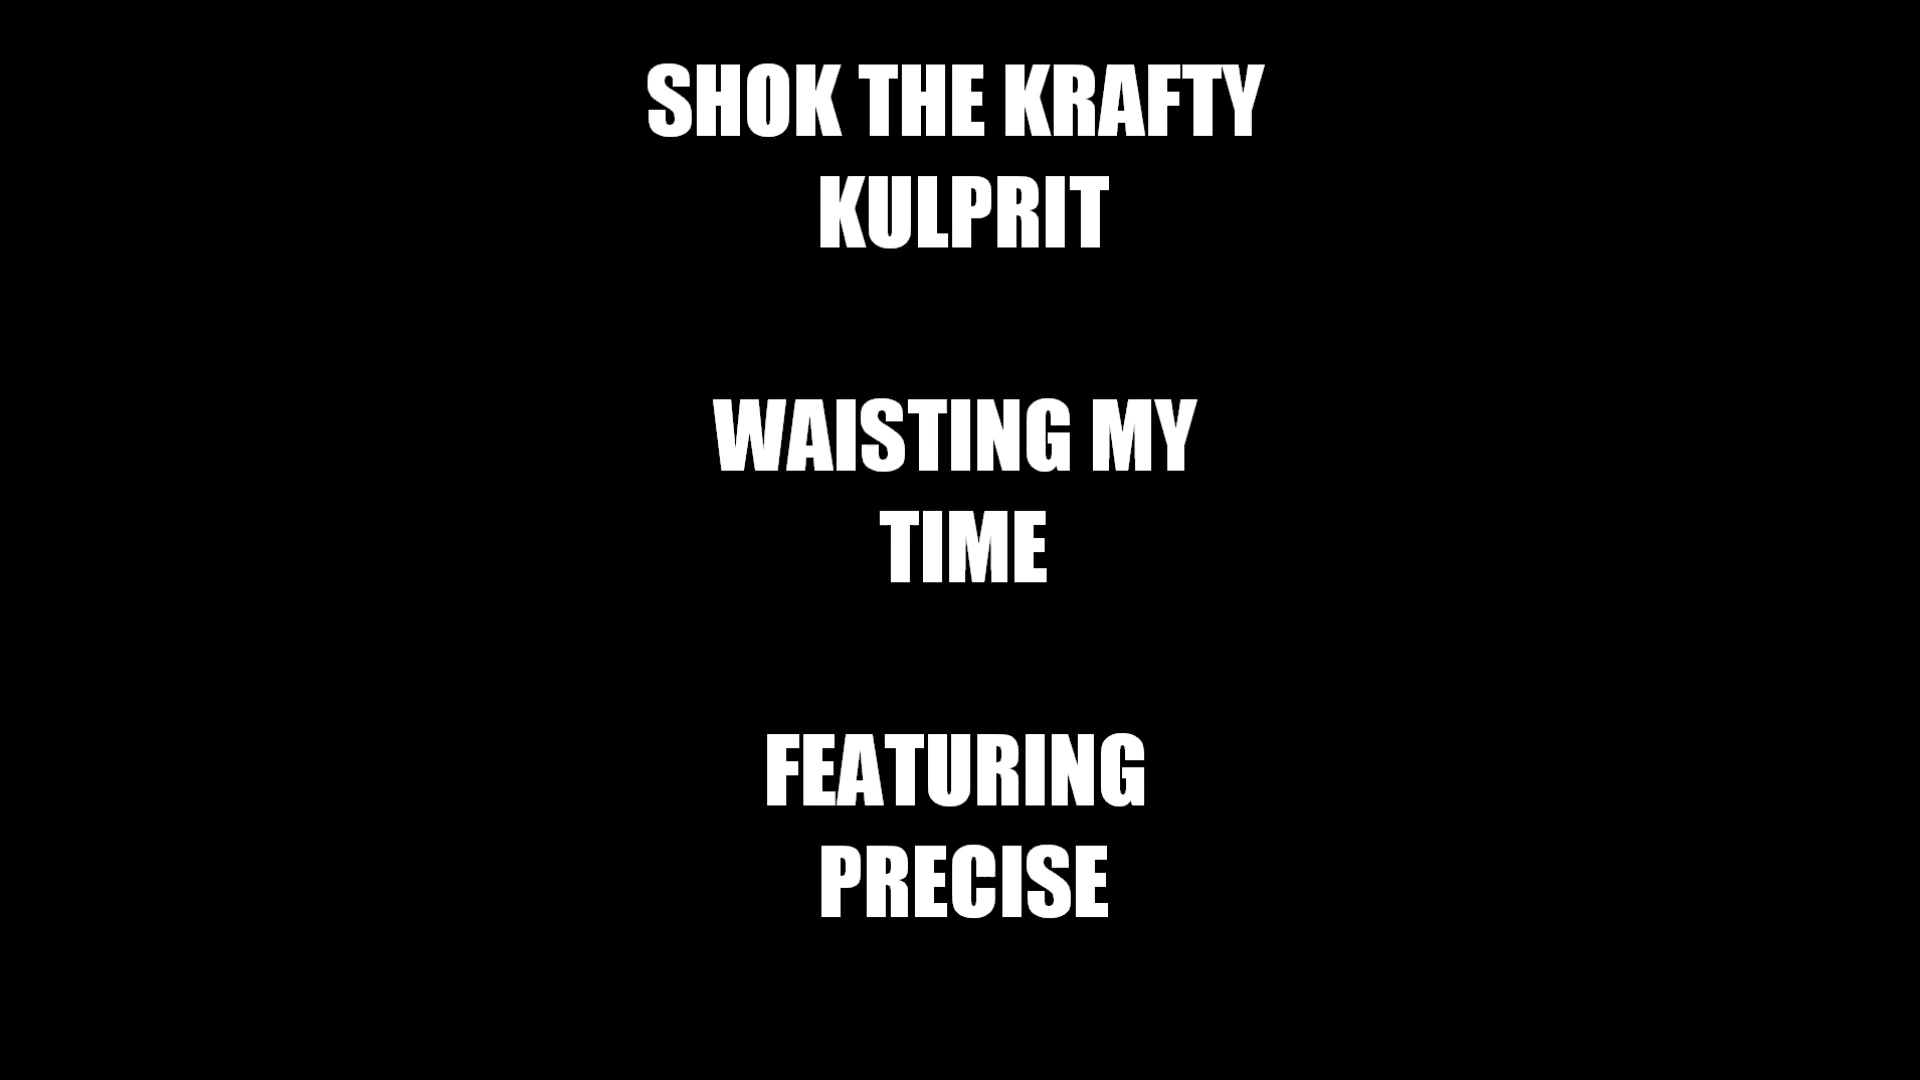 SHOK THE KRAFTY
KULPRIT
WAISTING MY
TIME
FEATURING
PRECISE